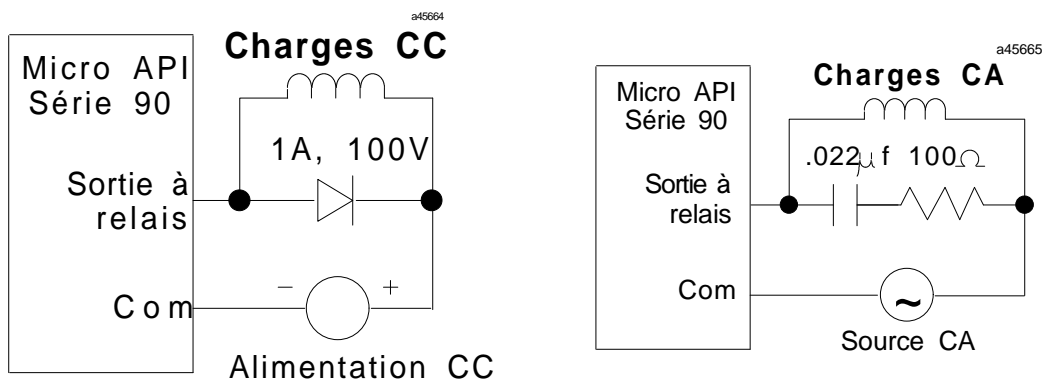 a45664
Charges CC
Micro API
Série 90
1A, 100V
Sortie à
relais
Com
− +
Alimentation CC
a45665
Charges CA
Micro API
Série 90
.022µf 100Ω
Sortie à
relais
Com
~
Source CA